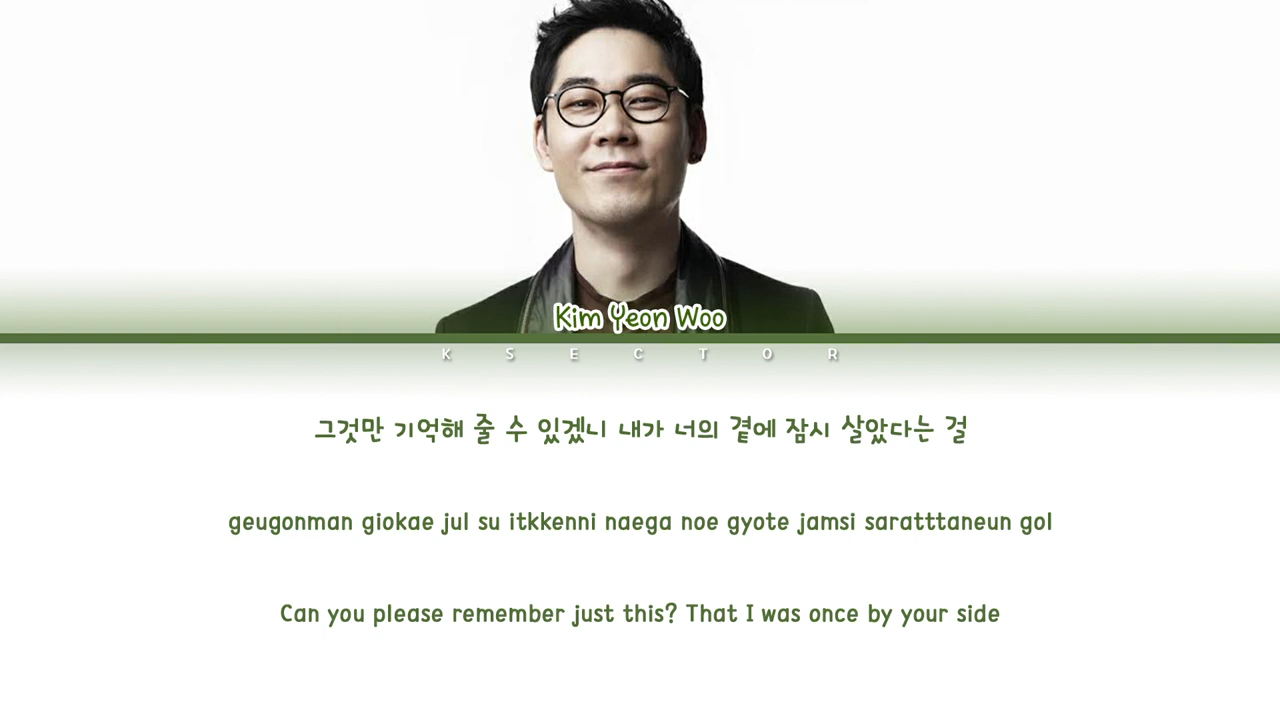 Kim Yeon Woo
K S E C T O R
그것만 기억해 줄 수 있겠니 내가 너의 곁에 잠시 살았다는 걸
geugonman giokae jul su itkkenni naega noe gyote jamsi saratttaneun gol
Can you please remember just this? That I was once by your side